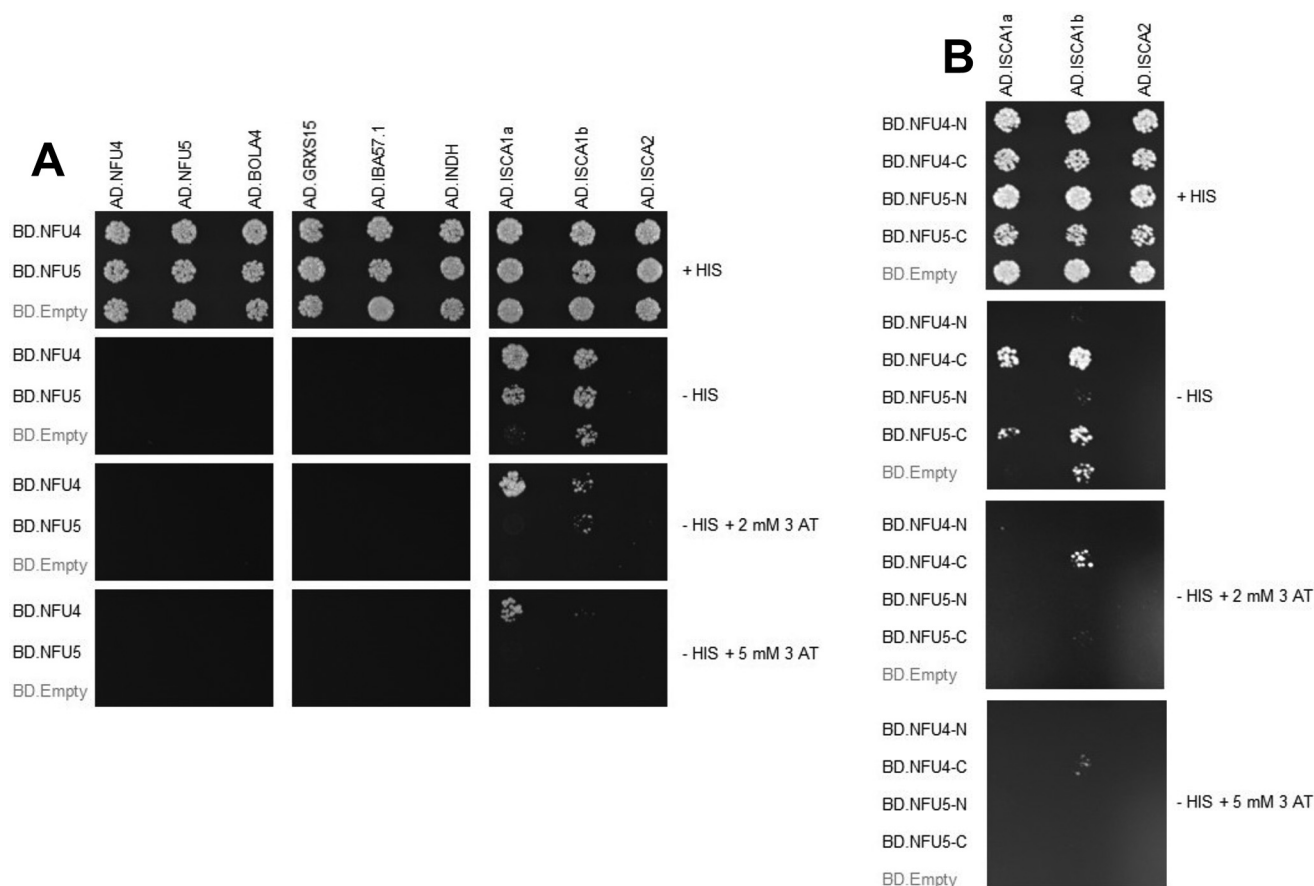 A
AD.NFU4
AD.NFU5
AD.BOLA4
AD.GRXS15
AD.IBA57.1
AD.INDH
AD.ISCA1a
AD.ISCA1b
AD.ISCA2
BD.NFU4
BD.NFU5
BD.Empty
+ HIS
BD.NFU4
BD.NFU5
BD.Empty
- HIS
BD.NFU4
BD.NFU5
BD.Empty
- HIS + 2 mM 3 AT
BD.NFU4
BD.NFU5
BD.Empty
- HIS + 5 mM 3 AT
B
AD.ISCA1a
AD.ISCA1b
AD.ISCA2
BD.NFU4-N
BD.NFU4-C
BD.NFU5-N
BD.NFU5-C
BD.Empty
+ HIS
BD.NFU4-N
BD.NFU4-C
BD.NFU5-N
BD.NFU5-C
BD.Empty
- HIS
BD.NFU4-N
BD.NFU4-C
BD.NFU5-N
BD.NFU5-C
BD.Empty
- HIS + 2 mM 3 AT
BD.NFU4-N
BD.NFU4-C
BD.NFU5-N
BD.NFU5-C
BD.Empty
- HIS + 5 mM 3 AT